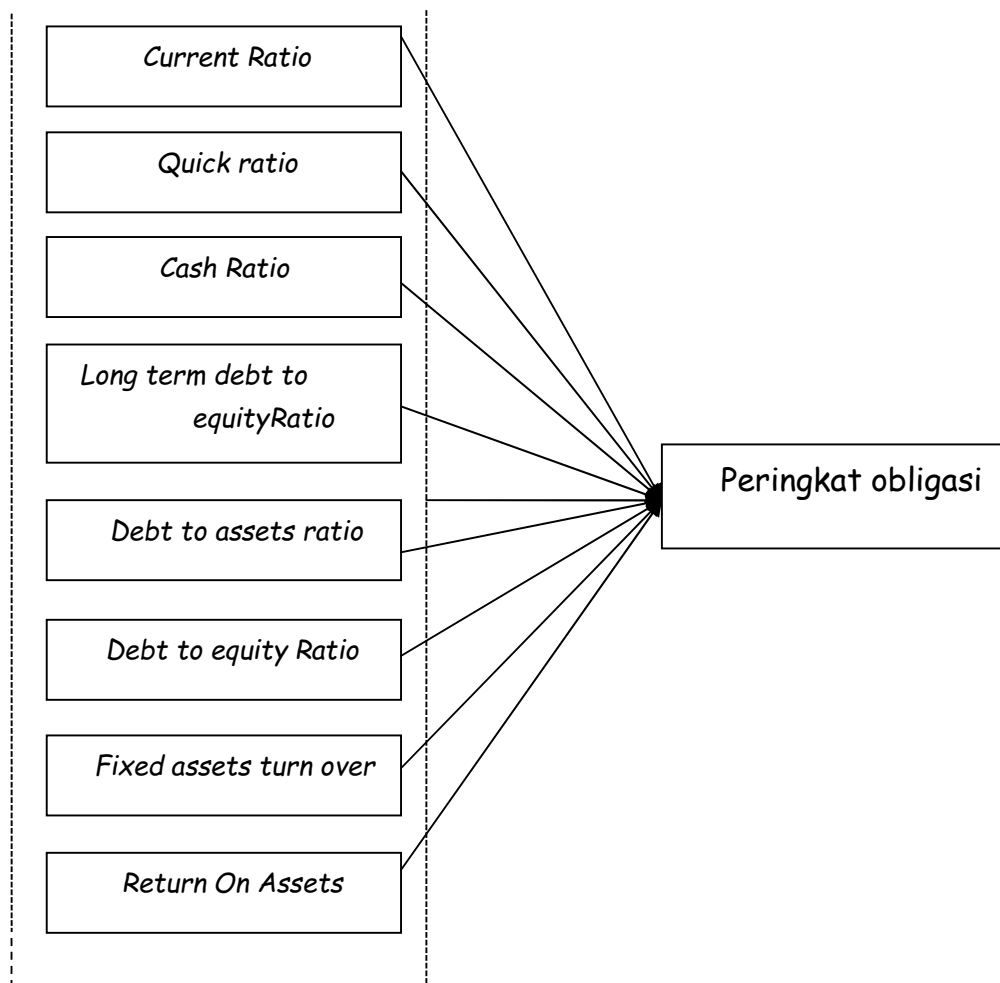 Current Ratio
Quick ratio
Cash Ratio
Long term debt to
equityRatio
Debt to assets ratio
Debt to equity Ratio
Fixed assets turn over
Return On Assets
Peringkat obligasi